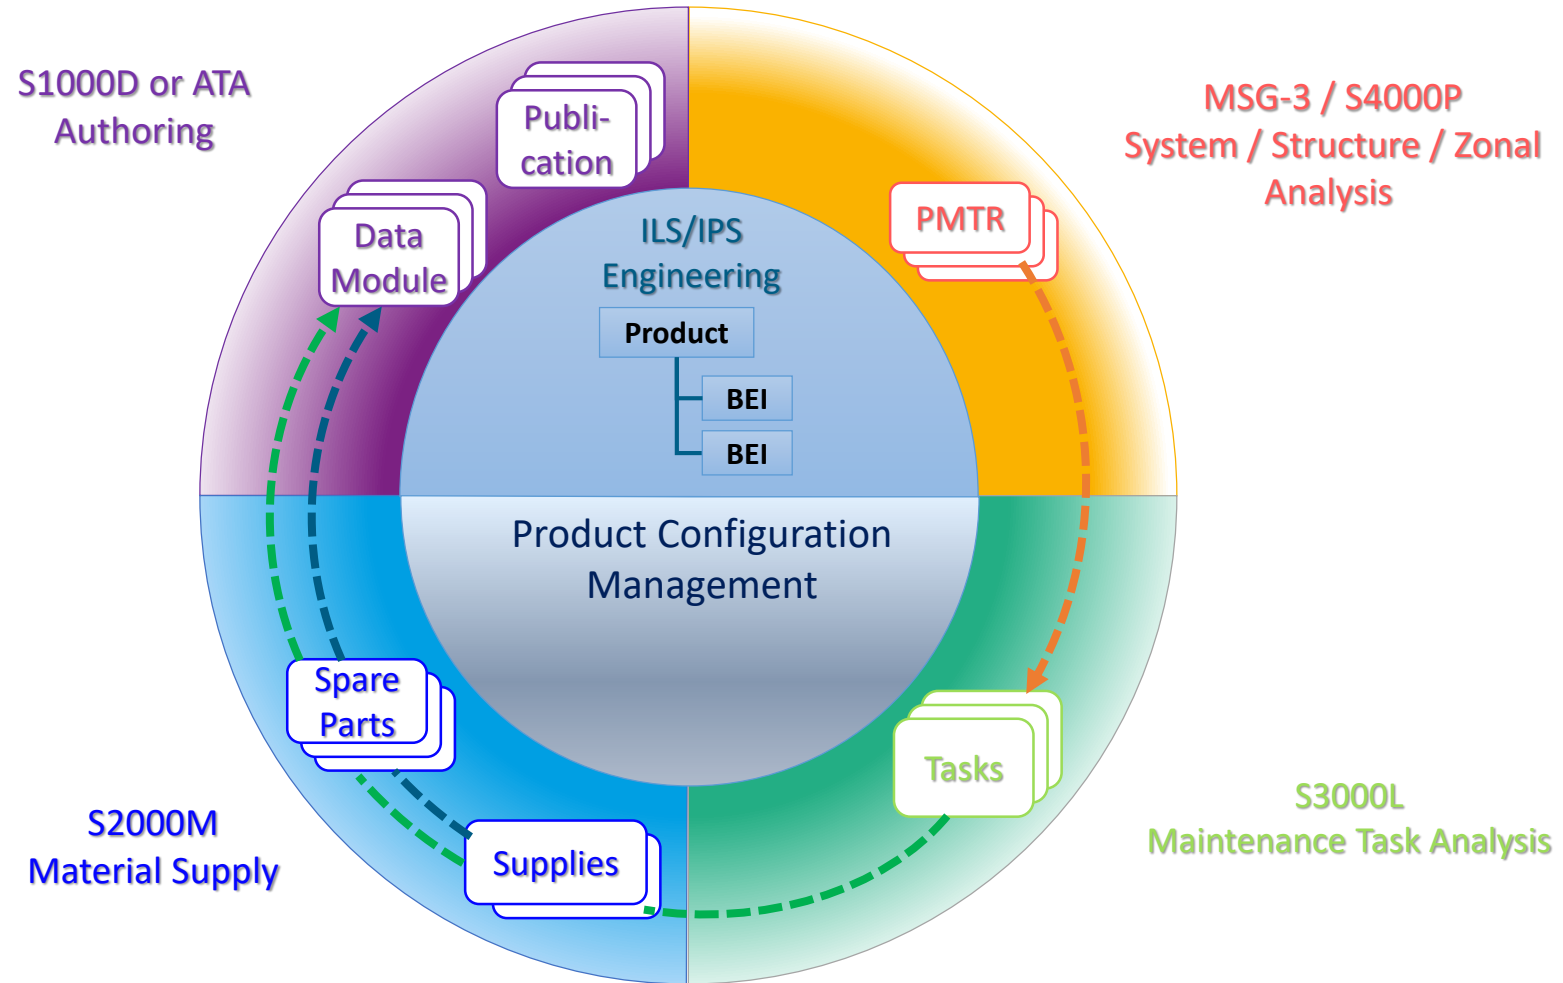 S1000D or ATA
Authoring
Publi-
cation
Data
Module
MSG-3 / S4000P
System / Structure / Zonal
Analysis
PMTR
ILS/IPS
Engineering
Product
BEI
BEI
Product Configuration
Management
Spare
Parts
Supplies
Tasks
S2000M
Material Supply
S3000L
Maintenance Task Analysis